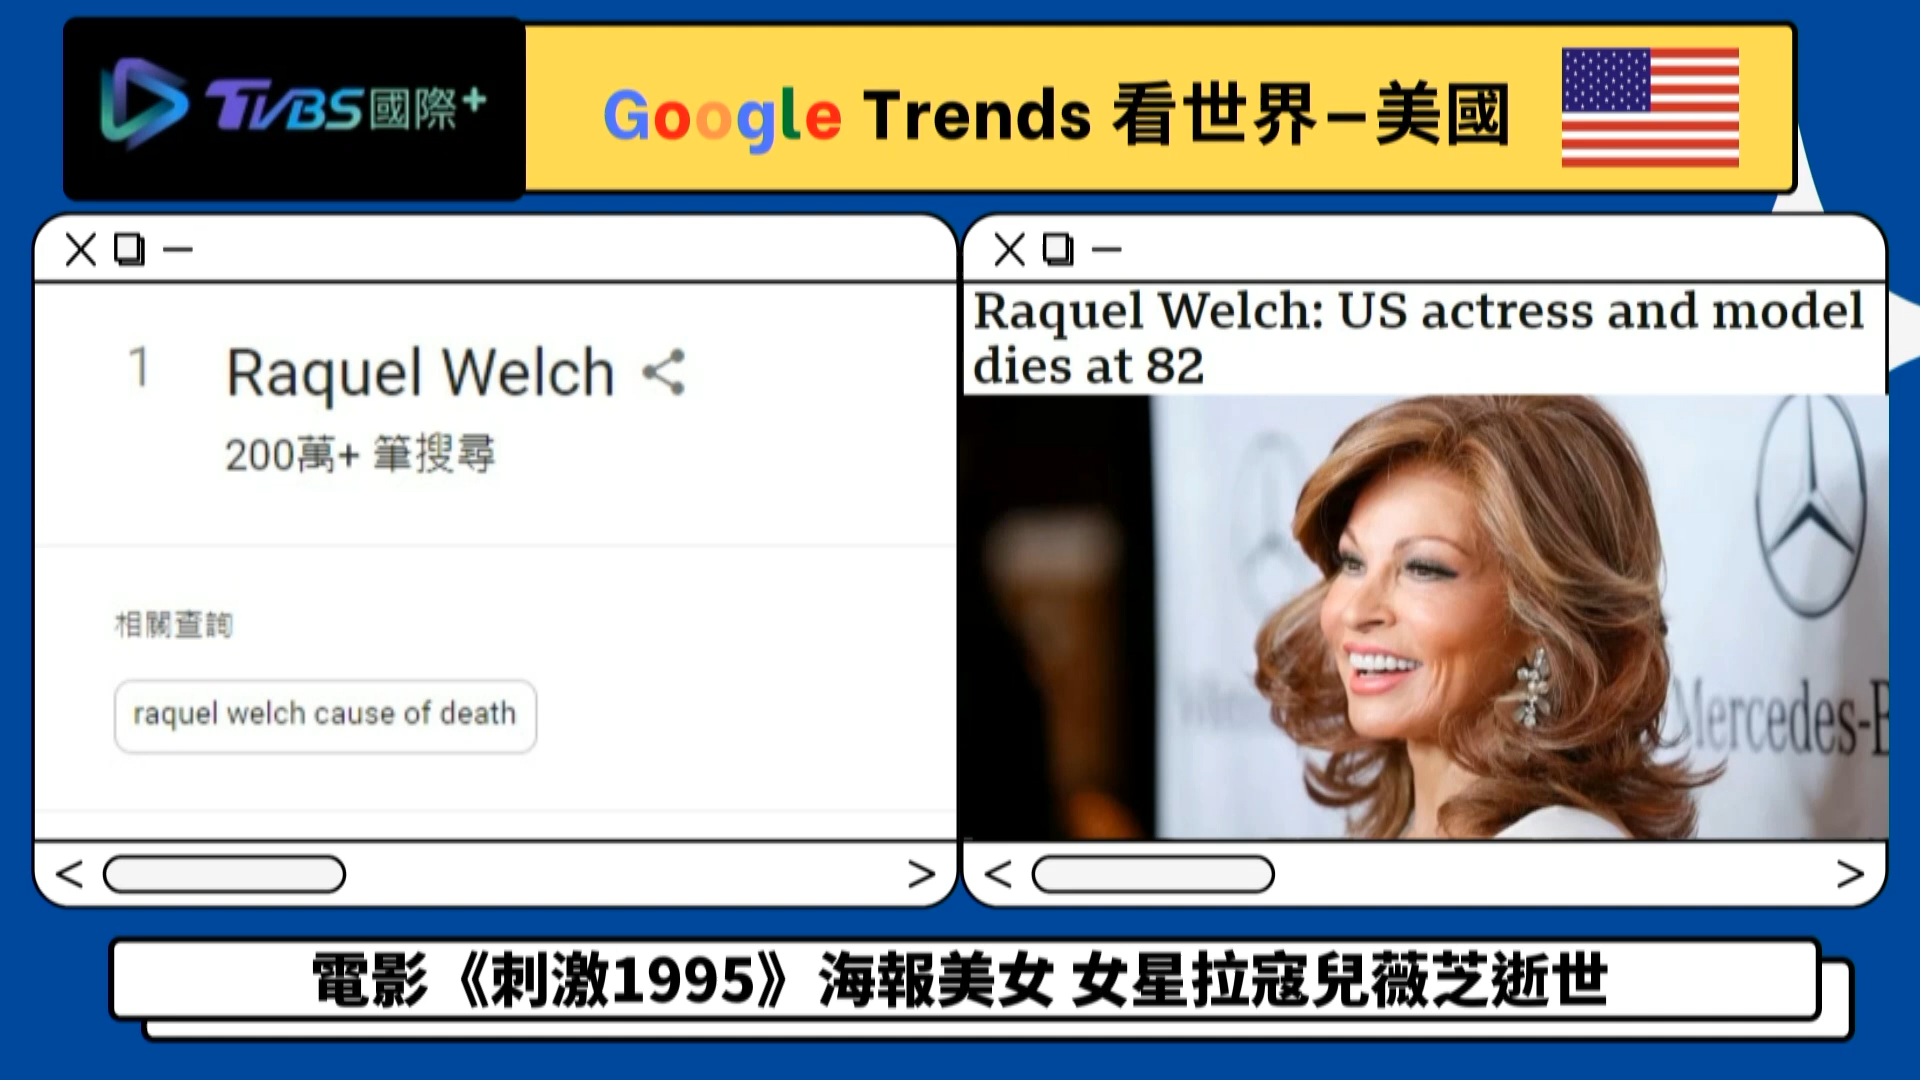 TVBS國際+
Google Trends 看世界-美國
1 Raquel Welch
200萬+ 筆搜尋
相關查詢
raquel welch cause of death
Raquel Welch: US actress and model
dies at 82
Mercedes-B
電影《刺激1995》海報美女 女星拉寇兒薇芝逝世